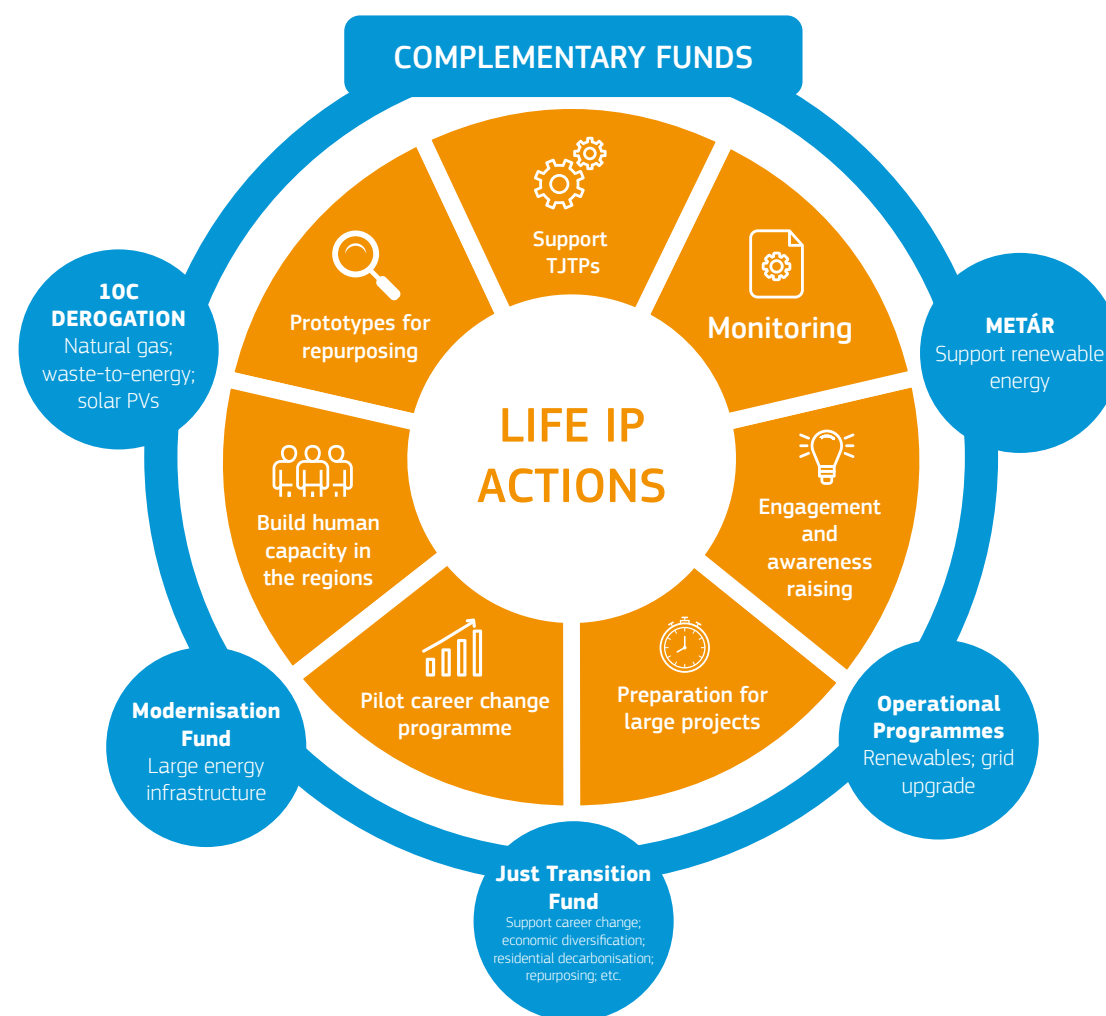 COMPLEMENTARY FUNDS
Support
TJTPs
Monitoring
Engagement
and
awareness
raising
Preparation for
large projects
Pilot career change
programme
Build human
capacity in
the regions
Prototypes for
repurposing
LIFE IP
ACTIONS
10C
DEROGATION
Natural gas;
waste-to-energy;
solar PVs
METÁR
Support renewable
energy
Operational
Programmes
Renewables; grid
upgrade
Just Transition
Fund
Support career change;
economic diversification;
residential decarbonisation;
repurposing; etc.
Modernisation
Fund
Large energy
infrastructure